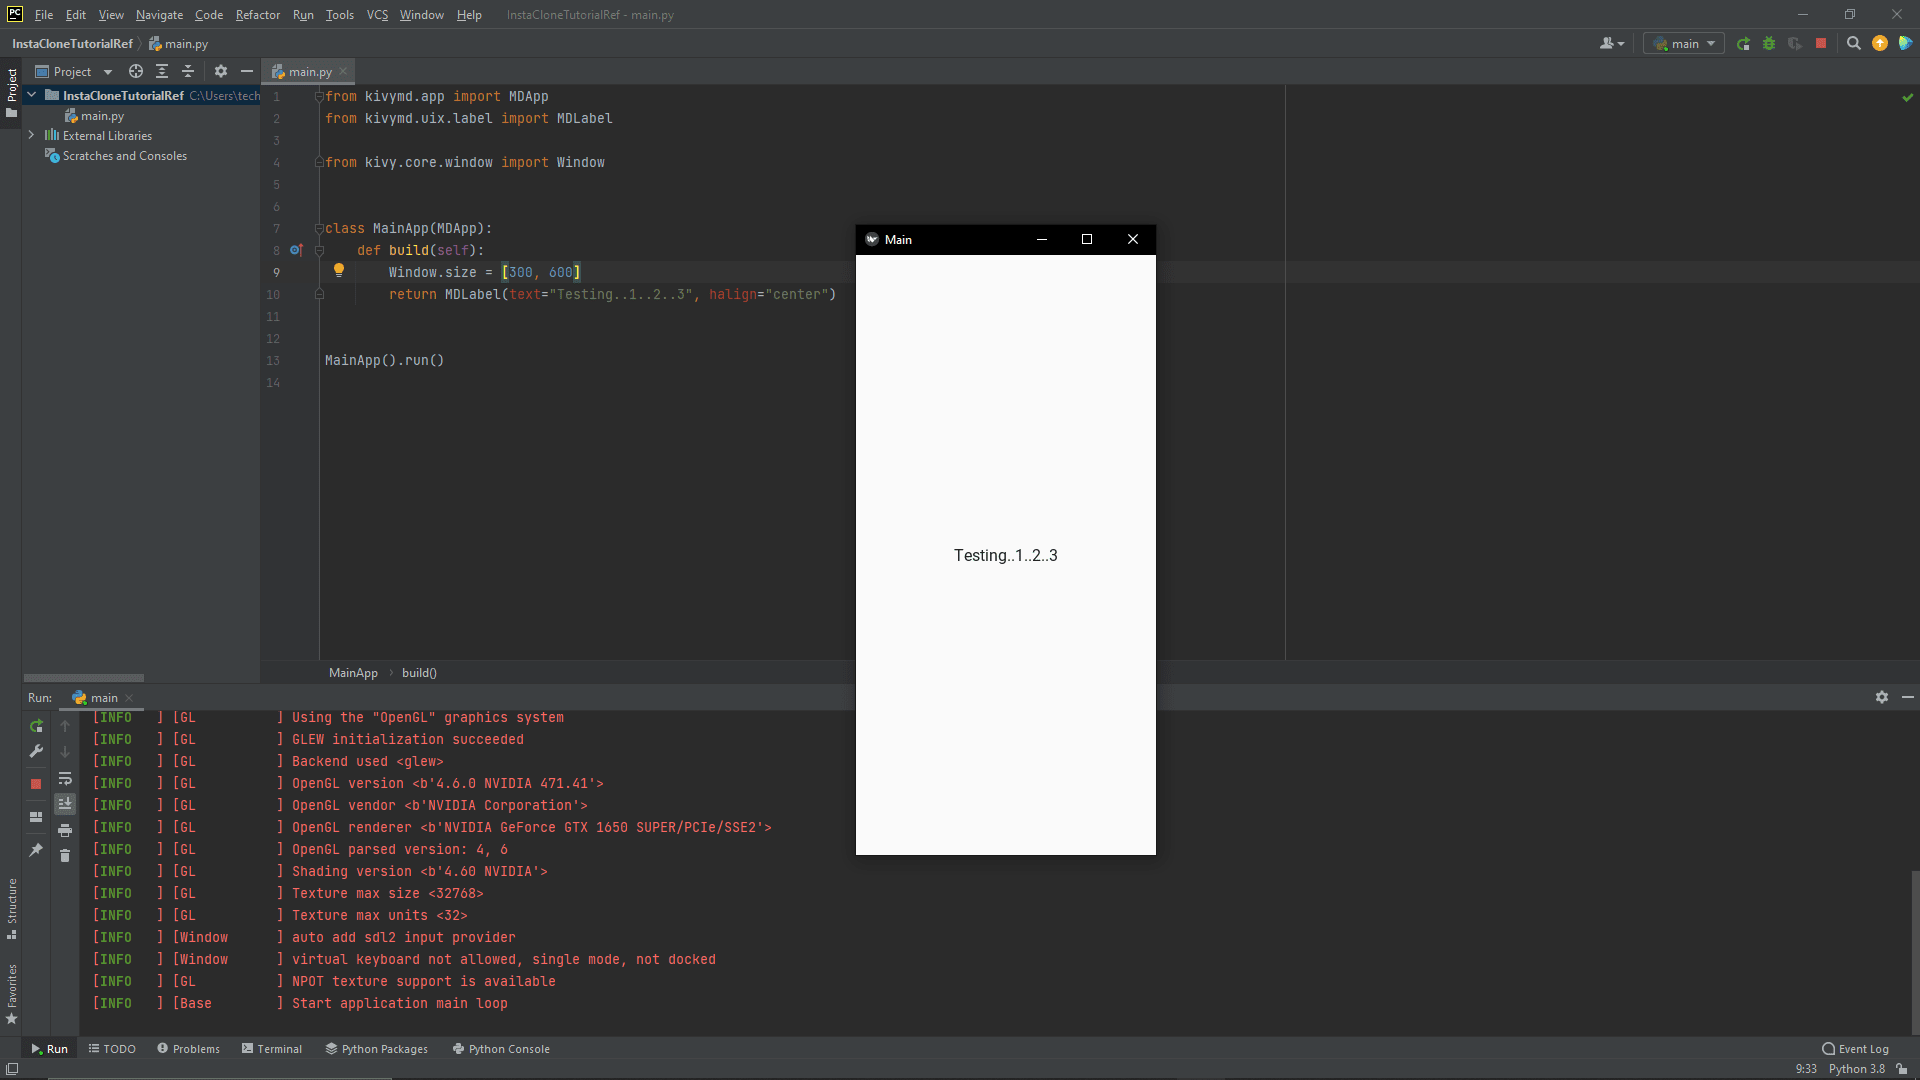 PC File Edit View Navigate Code Refactor Run Tools VCS Window Help InstaCloneTutorialRef - main.py
InstaCloneTutorialRef main.py
main
Project
Project
main.py
InstaCloneTutorialRef C:\Users\tech
main.py
External Libraries
Scratches and Consoles
1 from kivymd.app import MDApp
2 from kivymd.uix.label import MDLabel
3
4 from kivy.core.window import Window
5
6
7 class MainApp(MDApp):
8 def build(self):
9 Window.size = [300, 600]
10 return MDLabel(text="Testing..1..2..3", halign="center")
11
12
13 MainApp().run()
14
Main
Testing..1..2..3
MainApp build()
Run: main
[INFO ] [GL ] Using the "OpenGL" graphics system
[INFO ] [GL ] GLEW initialization succeeded
[INFO ] [GL ] Backend used <glew>
[INFO ] [GL ] OpenGL version <b'4.6.0 NVIDIA 471.41'>
[INFO ] [GL ] OpenGL vendor <b'NVIDIA Corporation'>
[INFO ] [GL ] OpenGL renderer <b'NVIDIA GeForce GTX 1650 SUPER/PCIe/SSE2'>
[INFO ] [GL ] OpenGL parsed version: 4, 6
[INFO ] [GL ] Shading version <b'4.60 NVIDIA'>
[INFO ] [GL ] Texture max size <32768>
[INFO ] [GL ] Texture max units <32>
[INFO ] [Window ] auto add sdl2 input provider
[INFO ] [Window ] virtual keyboard not allowed, single mode, not docked
[INFO ] [GL ] NPOT texture support is available
[INFO ] [Base ] Start application main loop
Structure
Favorites
Run TODO Problems Terminal Python Packages Python Console Event Log
9:33 Python 3.8